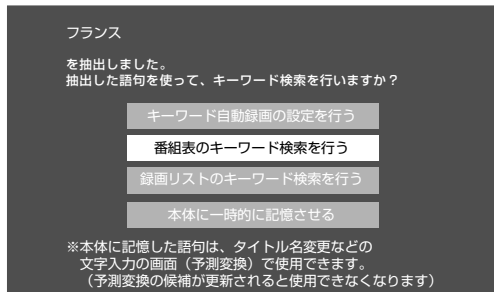 フランス
を抽出しました。
抽出した語句を使って、キーワード検索を行いますか？
キーワード自動録画の設定を行う
番組表のキーワード検索を行う
録画リストのキーワード検索を行う
本体に一時的に記憶させる
※本体に記憶した語句は、タイトル名変更などの
文字入力の画面（予測変換）で使用できます。
（予測変換の候補が更新されると使用できなくなります）